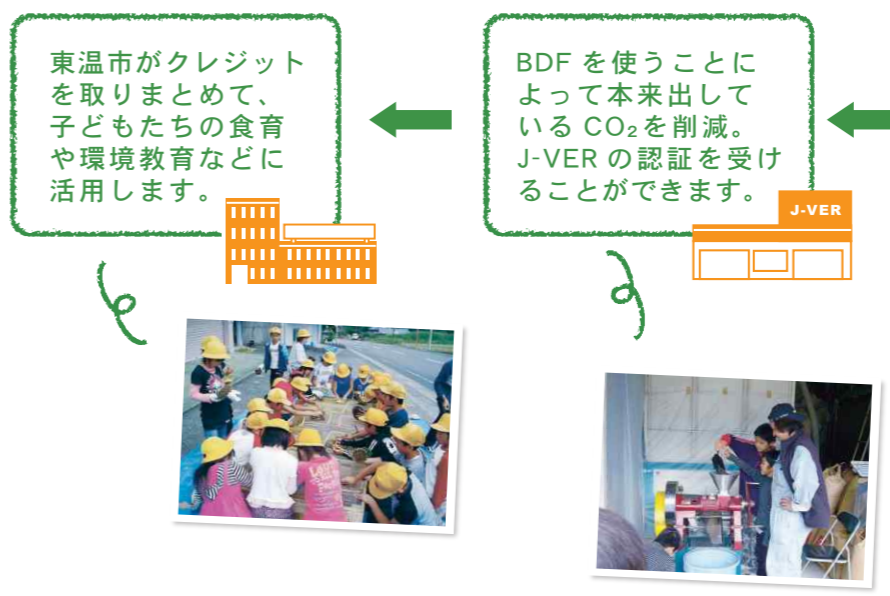 BDF を使うことに
よって本来出して
いる CO₂を削減。
J-VER の認証を受け
ることができます。
J-VER
東温市がクレジット
を取りまとめて、
子どもたちの食育
や環境教育などに
活用します。